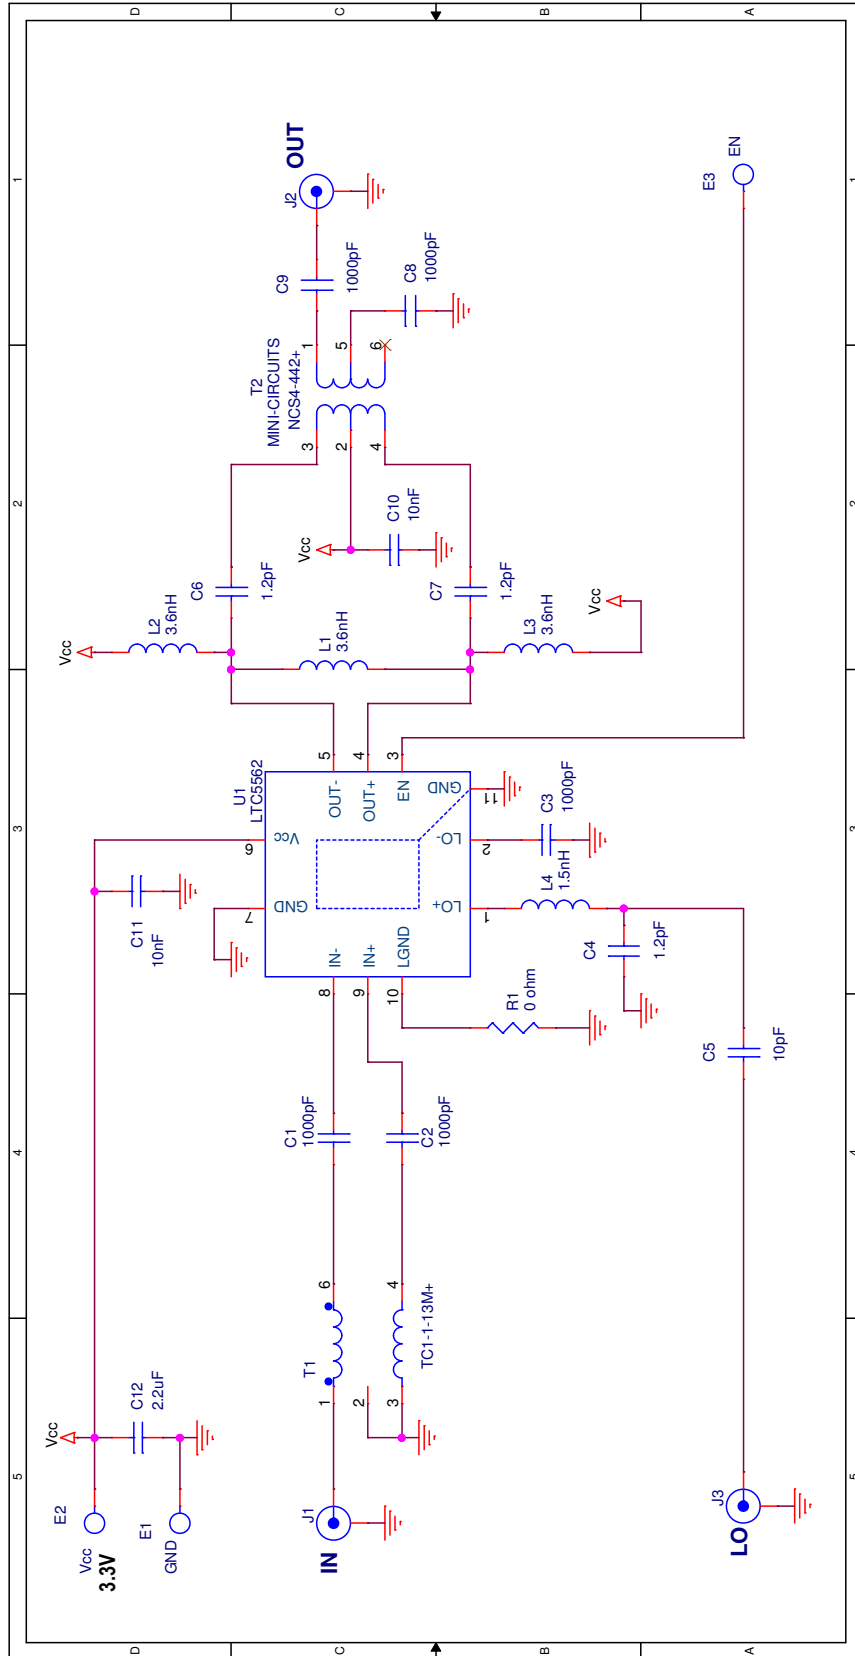 D
C
B
A
1
1
2
2
3
3
4
4
5
5
D
C
B
A
E2
Vcc
3.3V
E1
GND
Vcc
C12
2.2uF
C11
10nF
J1
IN
T1
1
2
3
6
4
TC1-1-13M+
C1
1000pF
C2
1000pF
U1
LTC5562
IN-
8
IN+
9
LGND
10
GND
7
Vcc
6
OUT-
5
OUT+
4
EN
3
GND
11
LO-
2
LO+
1
R1
0 ohm
L4
1.5nH
C3
1000pF
C4
1.2pF
C5
10pF
J3
LO
Vcc
L2
3.6nH
L1
3.6nH
L3
3.6nH
Vcc
C6
1.2pF
C7
1.2pF
Vcc
C10
10nF
T2
MINI-CIRCUITS
NCS4-442+
3
2
4
1
5
6
C9
1000pF
C8
1000pF
J2
OUT
E3
EN